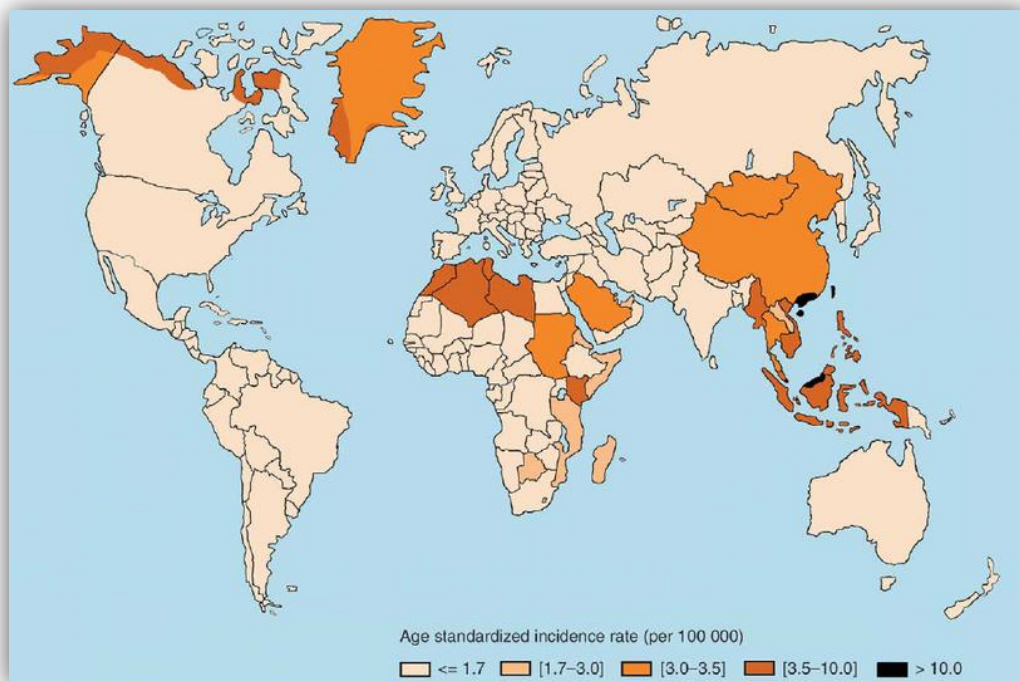 Age standardized incidence rate (per 100 000)
<= 1.7 [1.7–3.0] [3.0–3.5] [3.5–10.0] > 10.0